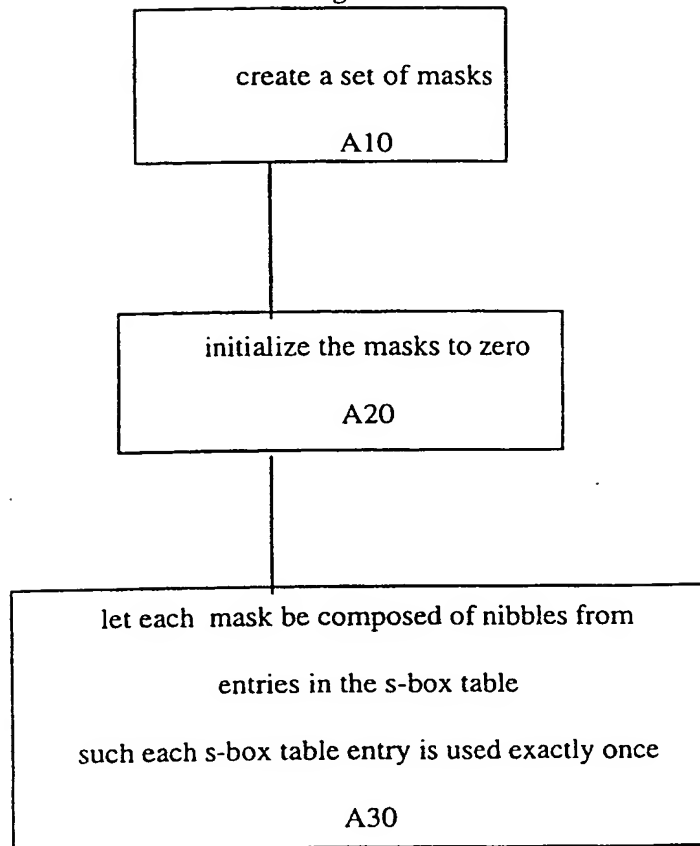 create a set of masks
A10
initialize the masks to zero
A20
let each mask be composed of nibbles from
entries in the s-box table
such each s-box table entry is used exactly once
A30